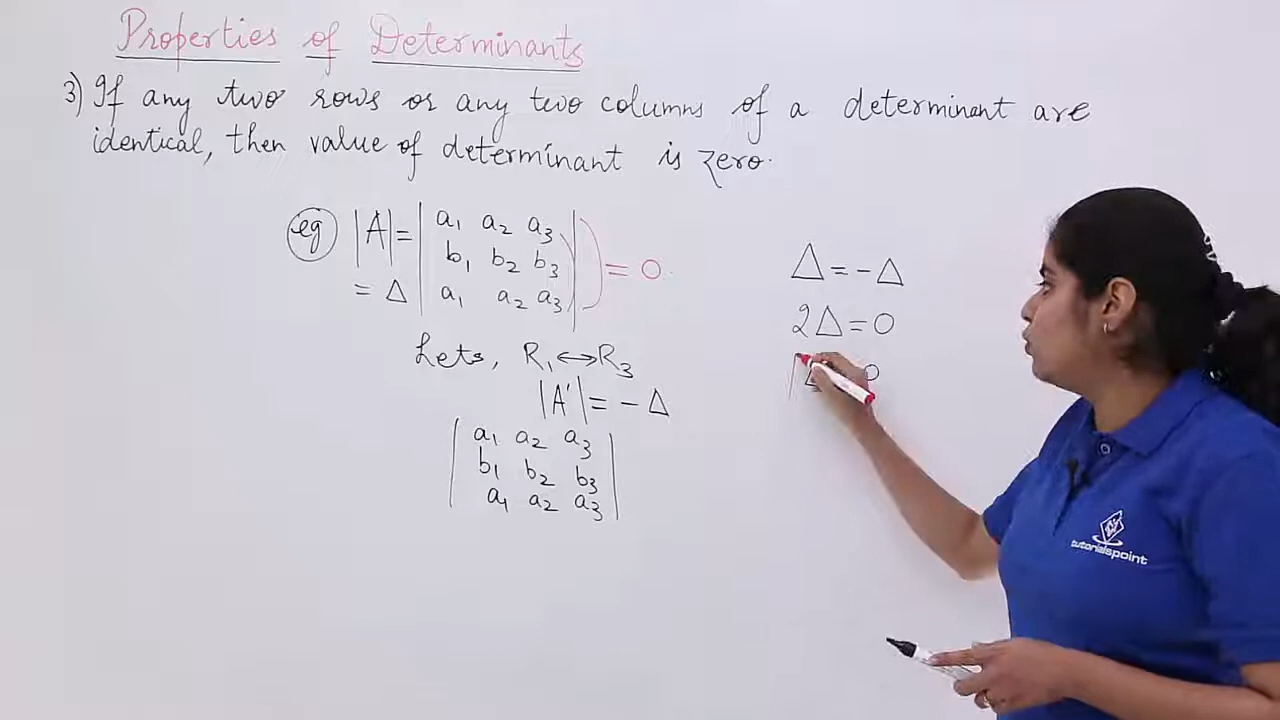 Properties of Determinants
3) If any two rows or any two columns of a determinant are
identical, then value of determinant is zero.
eg |A| = | a₁ a₂ a₃ |
| b₁ b₂ b₃ | = 0
= Δ | a₁ a₂ a₃ |
Lets, R₁ ↔ R₃
|A'| = - Δ
| a₁ a₂ a₃ |
| b₁ b₂ b₃ |
| a₁ a₂ a₃ |
Δ = - Δ
2Δ = 0
tutorialspoint